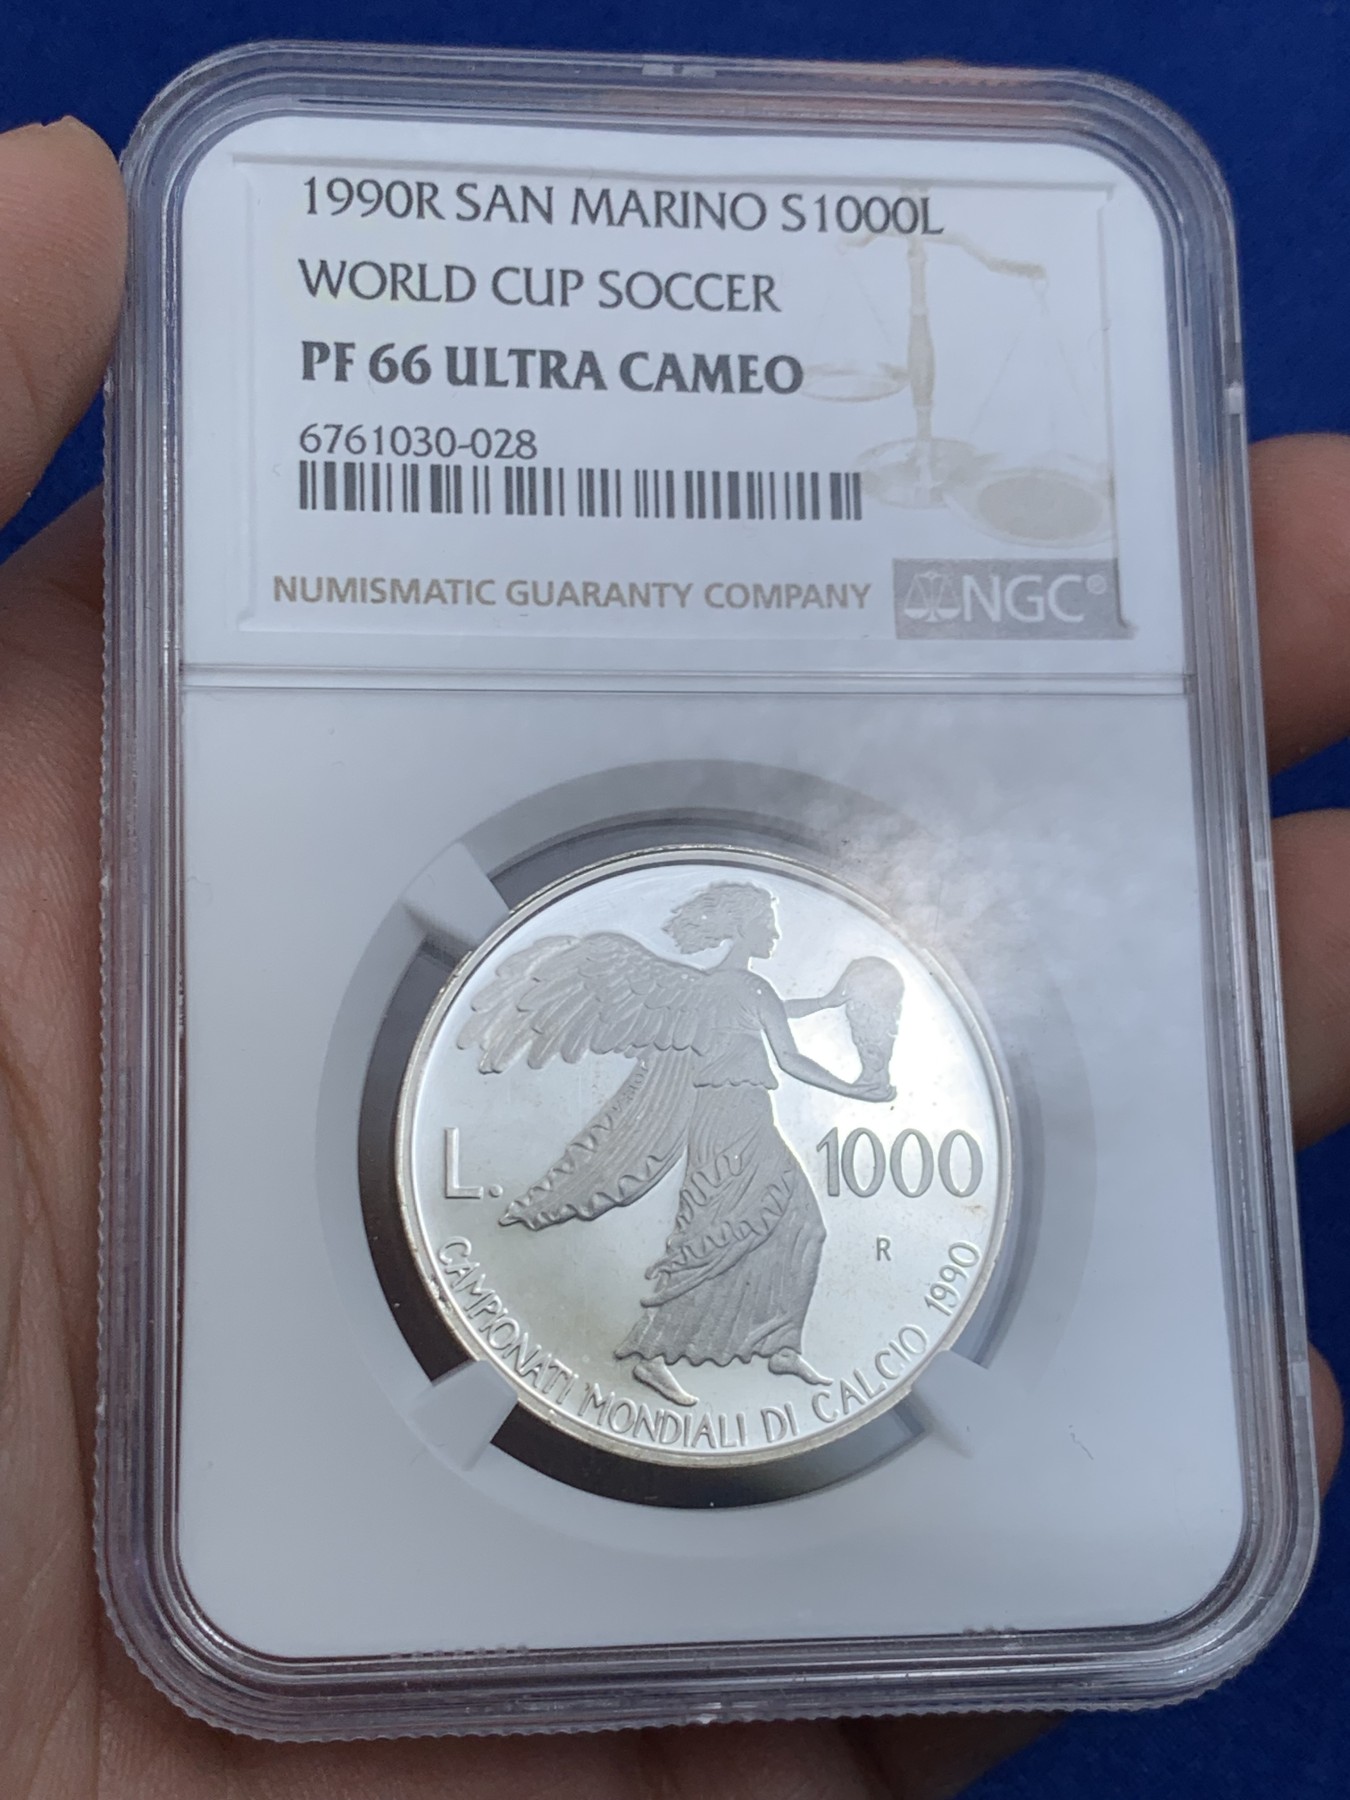 1990R SAN MARINO S1000L
WORLD CUP SOCCER
PF 66 ULTRA CAMEO
6761030-028
NUMISMATIC GUARANTY COMPANY
NGC®
L. 1000
R
CAMPIONATI MONDIALI DI CALCIO 1990